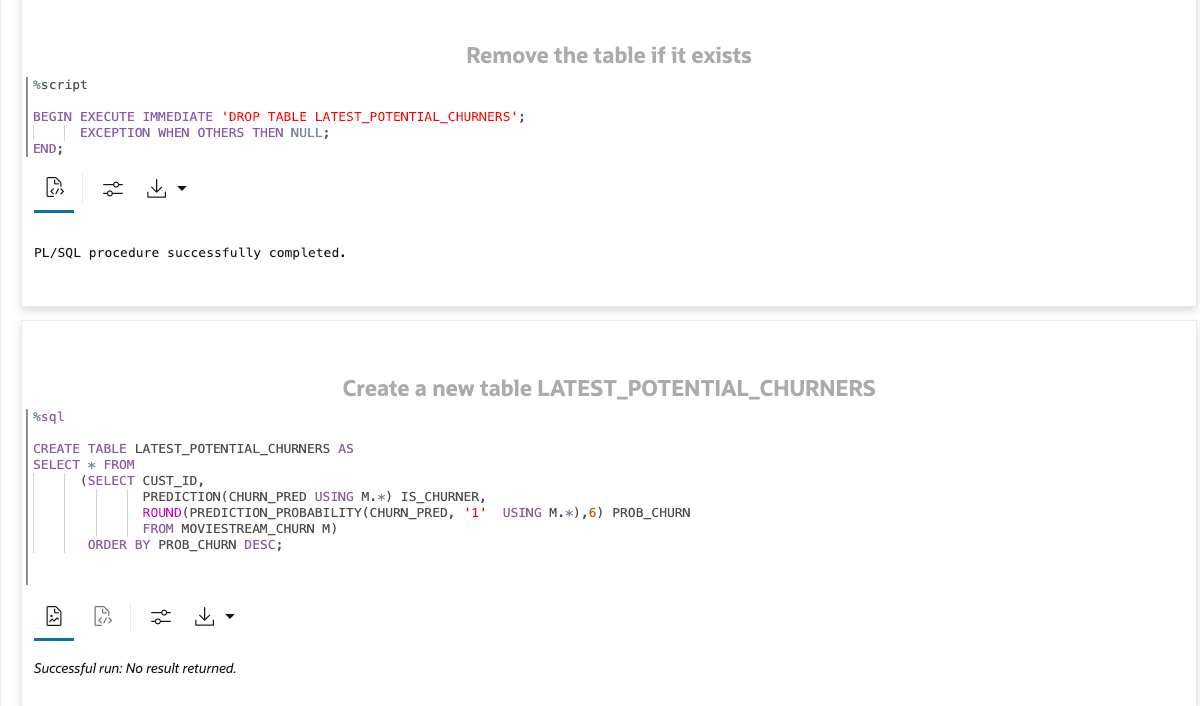 Remove the table if it exists
%script
BEGIN EXECUTE IMMEDIATE 'DROP TABLE LATEST_POTENTIAL_CHURNERS';
EXCEPTION WHEN OTHERS THEN NULL;
END;
PL/SQL procedure successfully completed.
Create a new table LATEST_POTENTIAL_CHURNERS
%sql
CREATE TABLE LATEST_POTENTIAL_CHURNERS AS
SELECT * FROM
(SELECT CUST_ID,
PREDICTION(CHURN_PRED USING M.*) IS_CHURNER,
ROUND(PREDICTION_PROBABILITY(CHURN_PRED, '1'  USING M.*),6) PROB_CHURN
FROM MOVIESTREAM_CHURN M)
ORDER BY PROB_CHURN DESC;
Successful run: No result returned.